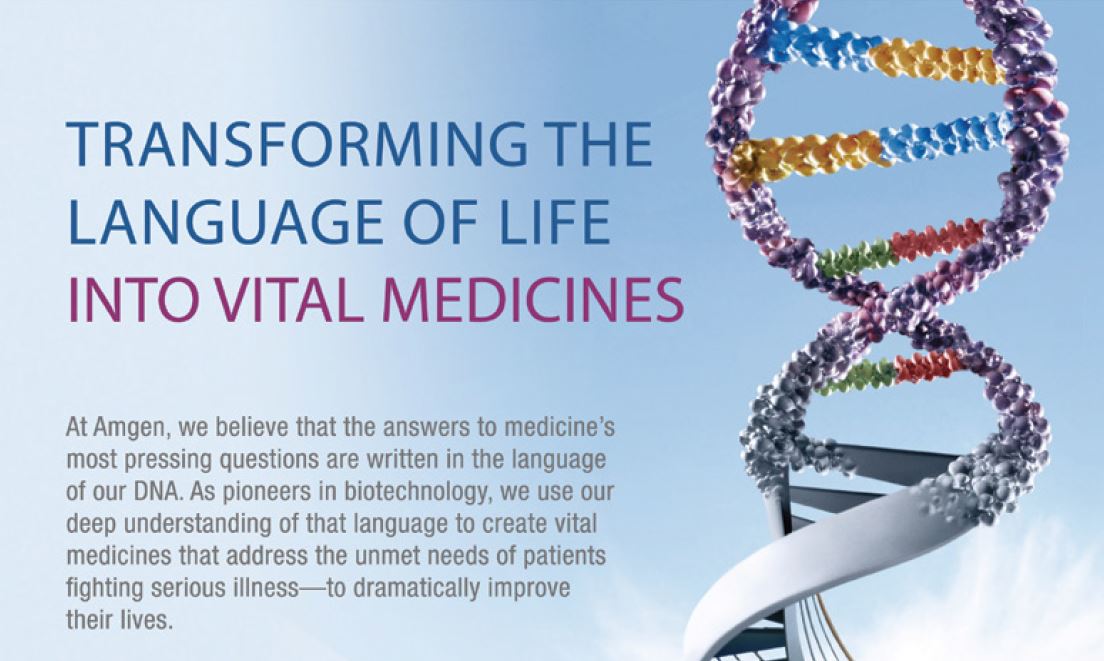 TRANSFORMING THE
LANGUAGE OF LIFE
INTO VITAL MEDICINES
At Amgen, we believe that the answers to medicine’s
most pressing questions are written in the language
of our DNA. As pioneers in biotechnology, we use our
deep understanding of that language to create vital
medicines that address the unmet needs of patients
fighting serious illness—to dramatically improve
their lives.